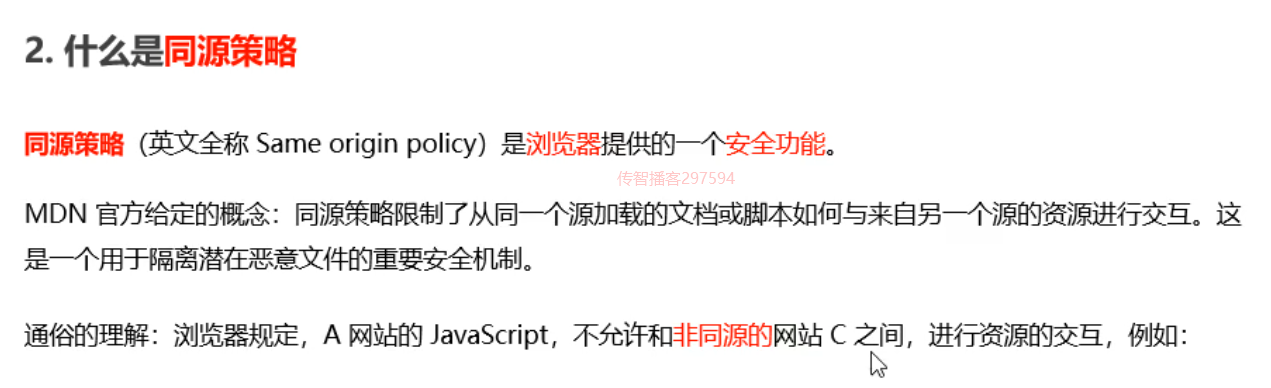 2. 什么是同源策略
同源策略（英文全称 Same origin policy）是浏览器提供的一个安全功能。
传智播客297594
MDN 官方给定的概念：同源策略限制了从同一个源加载的文档或脚本如何与来自另一个源的资源进行交互。这
是一个用于隔离潜在恶意文件的重要安全机制。
通俗的理解：浏览器规定，A 网站的 JavaScript，不允许和非同源的网站 C 之间，进行资源的交互，例如：